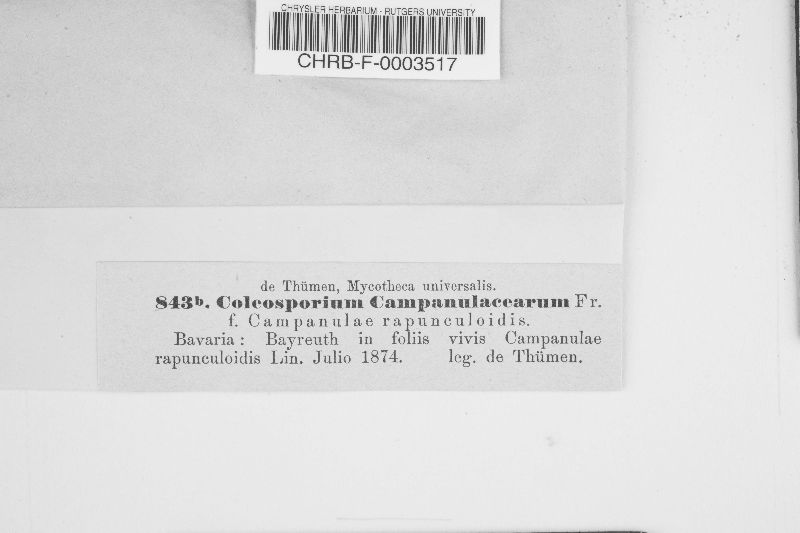 CHRYSLER HERBARIUM - RUTGERS UNIVERSITY
CHRB-F-0003517
de Thümen, Mycotheca universalis.
843b. Coleosporium Campanulacearum Fr.
f. Campanulae rapunculoidis.
Bavaria: Bayreuth in foliis vivis Campanulae
rapunculoidis Lin. Julio 1874. leg. de Thümen.